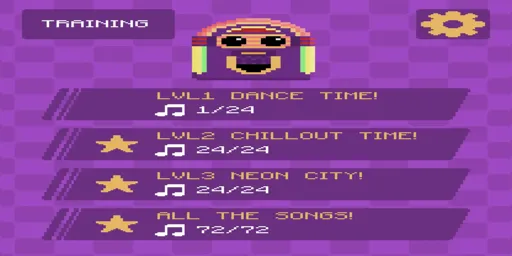 TRAINING
LVL1 DANCE TIME!
1/24
LVL2 CHILLOUT TIME!
24/24
LVL3 NEON CITY!
24/24
ALL THE SONGS!
72/72